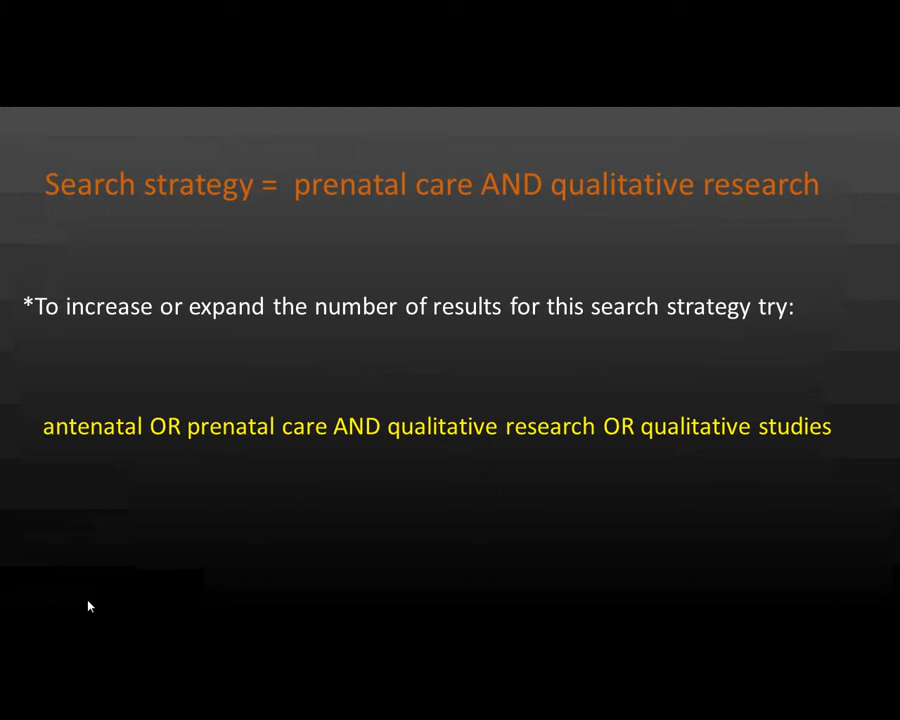 Search strategy = prenatal care AND qualitative research
*To increase or expand the number of results for this search strategy try:
antenatal OR prenatal care AND qualitative research OR qualitative studies